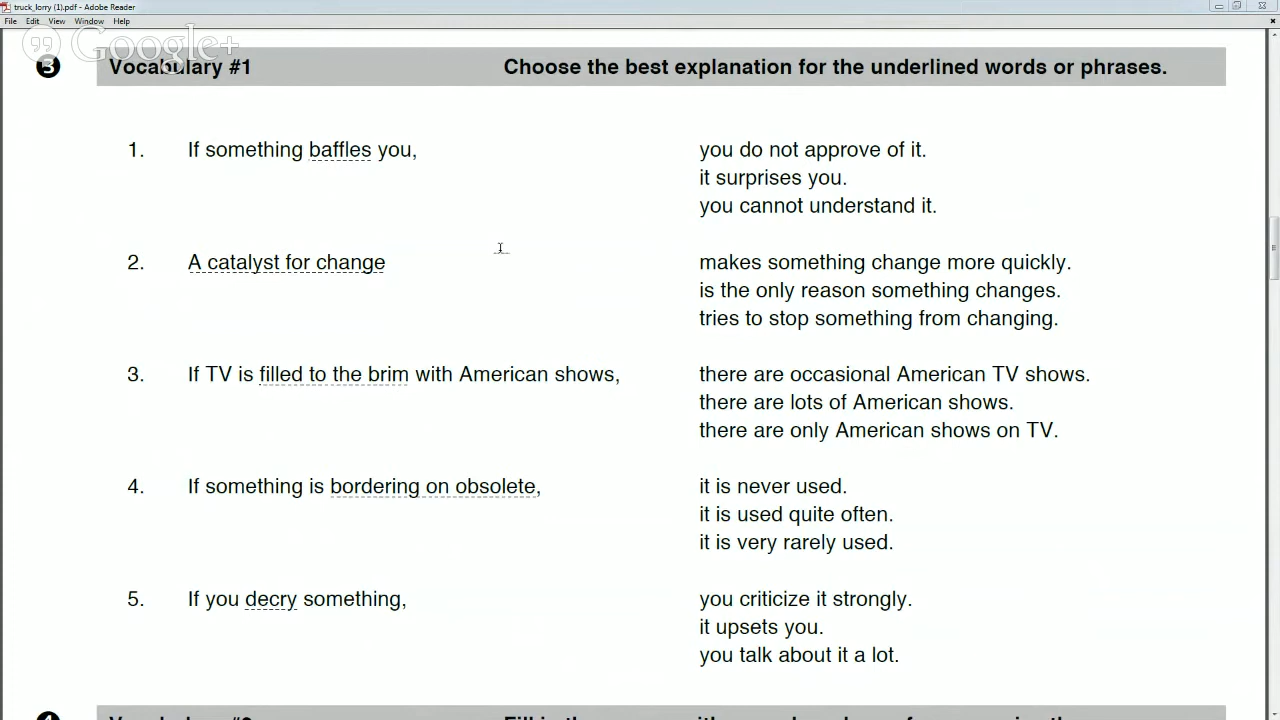 truck_lorry (1).pdf - Adobe Reader
File Edit View Window Help
Google+
3 Vocabulary #1 Choose the best explanation for the underlined words or phrases.
1. If something baffles you, you do not approve of it.
it surprises you.
you cannot understand it.
2. A catalyst for change makes something change more quickly.
is the only reason something changes.
tries to stop something from changing.
3. If TV is filled to the brim with American shows, there are occasional American TV shows.
there are lots of American shows.
there are only American shows on TV.
4. If something is bordering on obsolete, it is never used.
it is used quite often.
it is very rarely used.
5. If you decry something, you criticize it strongly.
it upsets you.
you talk about it a lot.